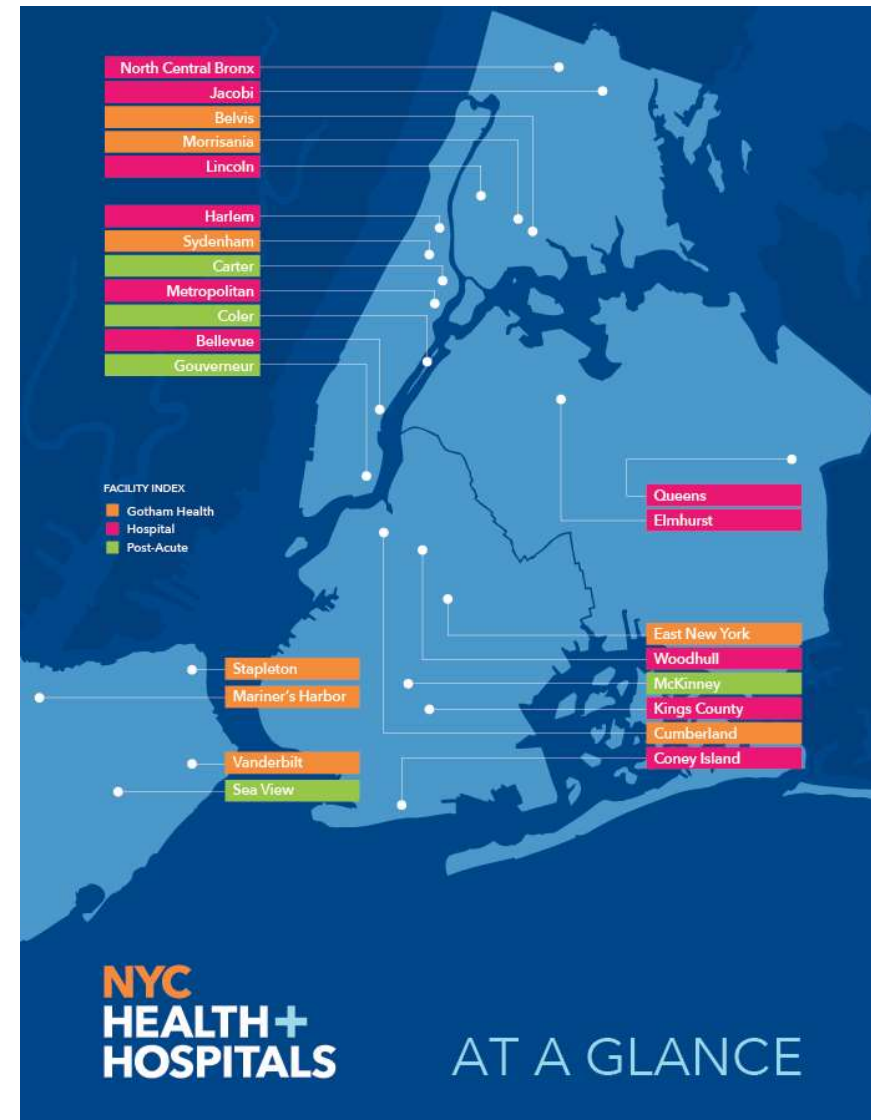 North Central Bronx
Jacobi
Belvis
Morrisania
Lincoln
Harlem
Sydenham
Carter
Metropolitan
Coler
Bellevue
Gouverneur
FACILITY INDEX
Gotham Health
Hospital
Post-Acute
Queens
Elmhurst
East New York
Woodhull
McKinney
Kings County
Cumberland
Coney Island
Stapleton
Mariner's Harbor
Vanderbilt
Sea View
NYC
HEALTH+
HOSPITALS
AT A GLANCE